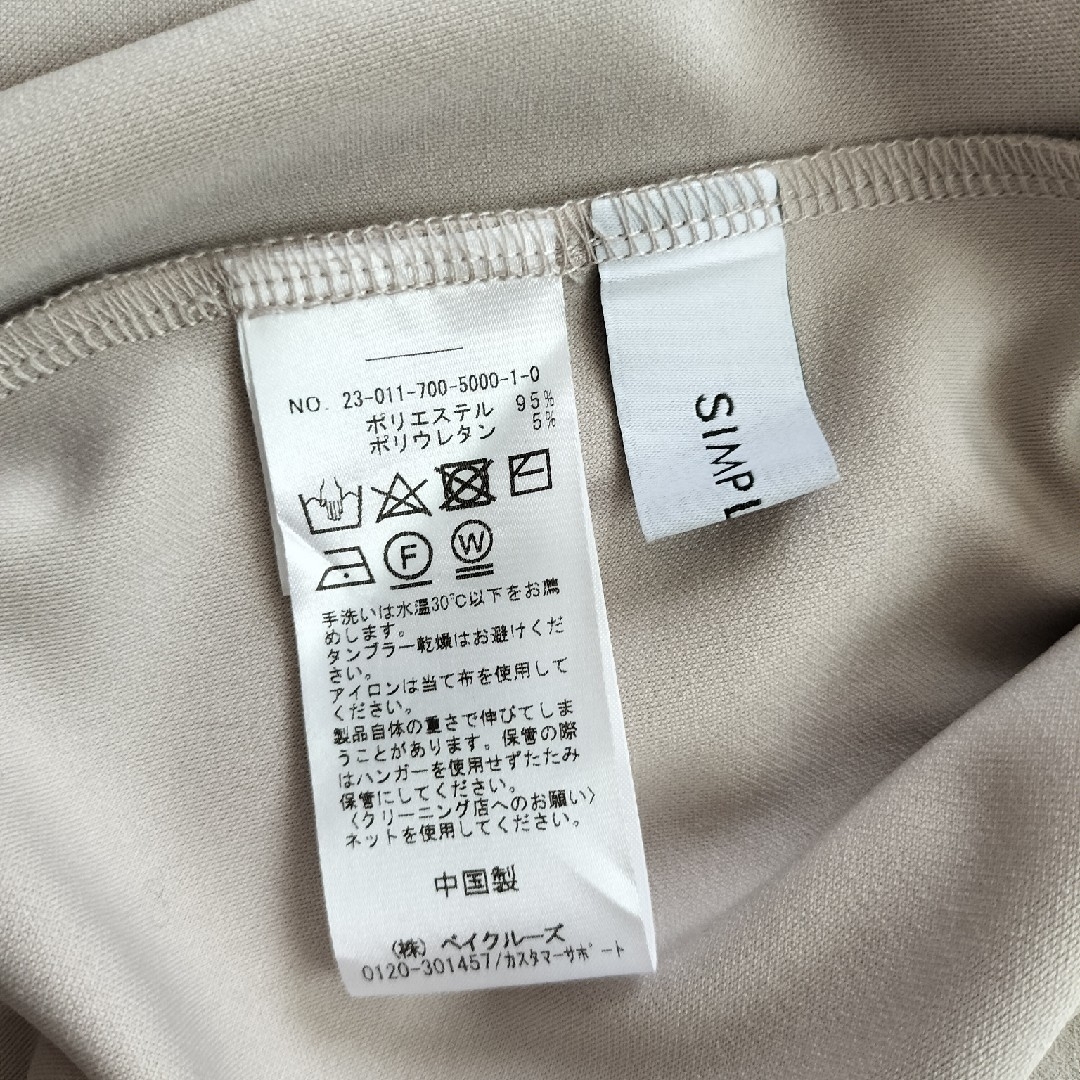 NO. 23-011-700-5000-1-0
ポリエステル 95%
ポリウレタン 5%
F W
手洗いは水温30℃以下をお薦
めします。
タンブラー乾燥はお避けくだ
さい。
アイロンは当て布を使用して
ください。
製品自体の重さで伸びてしま
うことがあります。保管の際
はハンガーを使用せずたたみ
保管にしてください。
〈クリーニング店へのお願い〉
ネットを使用してください。
中国製
(株) ベイクルーズ
0120-301457/カスタマーサポート
SIMPL